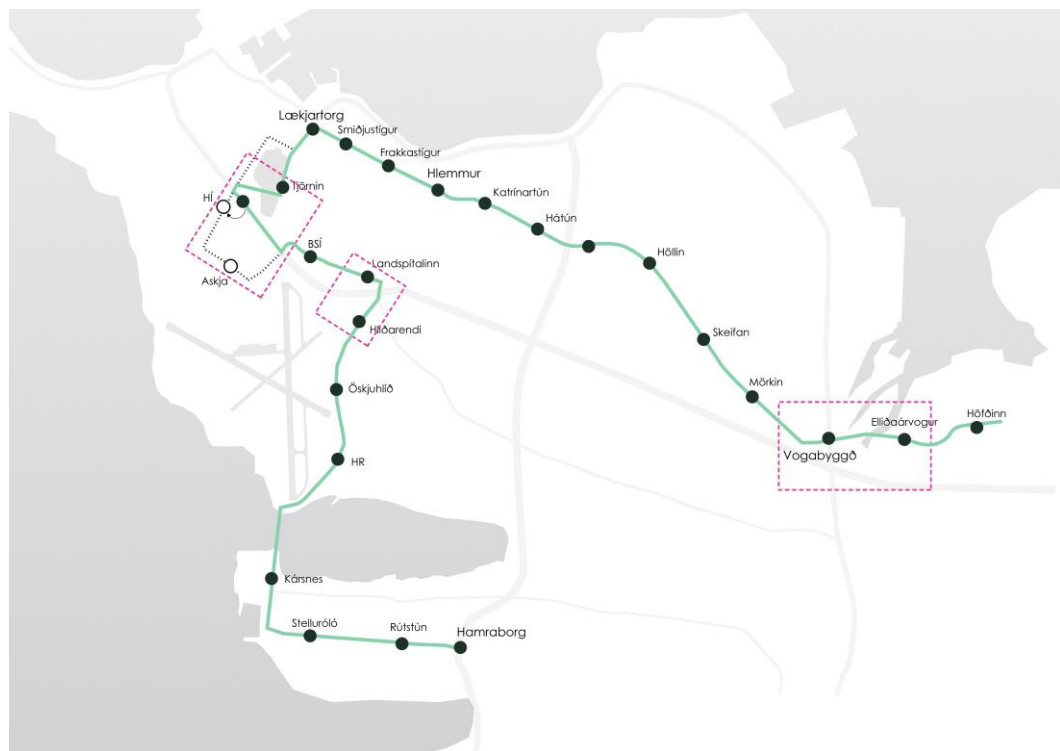 Lækjartorg
Smiðjustígur
Frakkastígur
Hlemmur
Katrínartún
Hátún
Höllin
Skeifan
Mörkin
Vogabyggð
Elliðaárvogur
Höfðinn
Tjörnin
HÍ
Askja
BSÍ
Landspítalinn
Hlíðarendi
Öskjuhlíð
HR
Kársnes
Stelluróló
Rútstún
Hamraborg